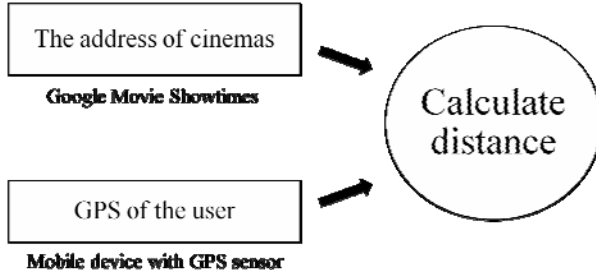 The address of cinemas
Google Movie Showtimes
Calculate
distance
GPS of the user
Mobile device with GPS sensor